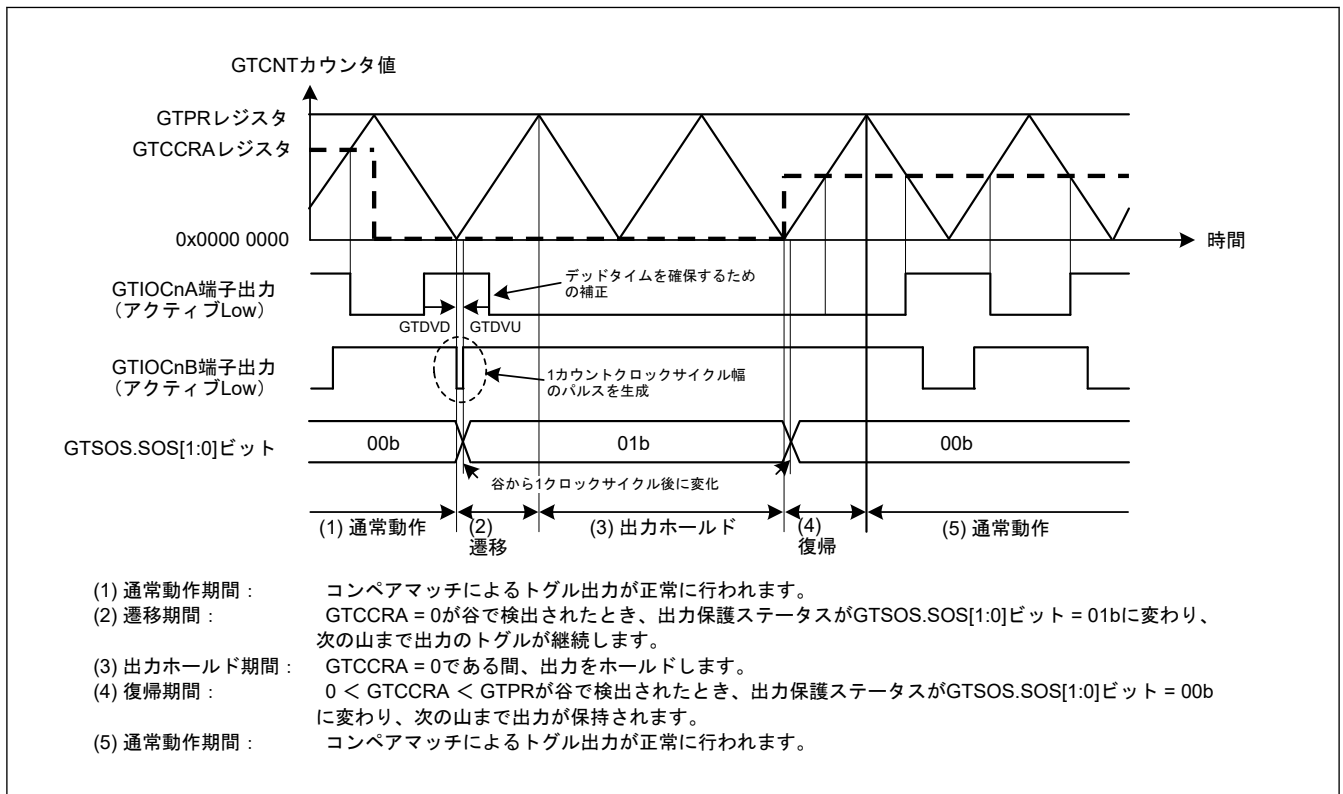 GTCNTカウンタ値
GTPRレジスタ
GTCCRAレジスタ
0x0000 0000
時間
GTIOCnA端子出力
（アクティブLow）
デッドタイムを確保するため
の補正
GTDVD
GTDVU
GTIOCnB端子出力
（アクティブLow）
1カウントクロックサイクル幅
のパルスを生成
GTSOS.SOS[1:0]ビット
00b
01b
00b
谷から1クロックサイクル後に変化
(1) 通常動作
(2)
遷移
(3) 出力ホールド
(4)
復帰
(5) 通常動作
(1) 通常動作期間： コンペアマッチによるトグル出力が正常に行われます。
(2) 遷移期間： GTCCRA = 0が谷で検出されたとき、出力保護ステータスがGTSOS.SOS[1:0]ビット = 01bに変わり、
次の山まで出力のトグルが継続します。
(3) 出力ホールド期間： GTCCRA = 0である間、出力をホールドします。
(4) 復帰期間： 0 ＜ GTCCRA ＜ GTPRが谷で検出されたとき、出力保護ステータスがGTSOS.SOS[1:0]ビット = 00b
に変わり、次の山まで出力が保持されます。
(5) 通常動作期間： コンペアマッチによるトグル出力が正常に行われます。